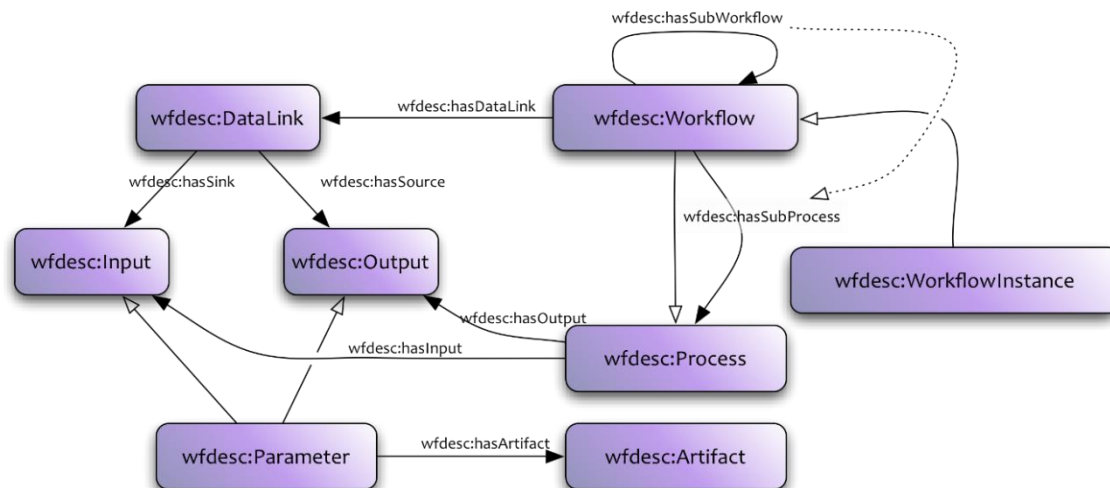 wfdesc:hasSubWorkflow
wfdesc:DataLink
wfdesc:hasDataLink
wfdesc:Workflow
wfdesc:hasSink
wfdesc:hasSource
wfdesc:hasSubProcess
wfdesc:Input
wfdesc:Output
wfdesc:WorkflowInstance
wfdesc:hasOutput
wfdesc:hasInput
wfdesc:Process
wfdesc:Parameter
wfdesc:hasArtifact
wfdesc:Artifact